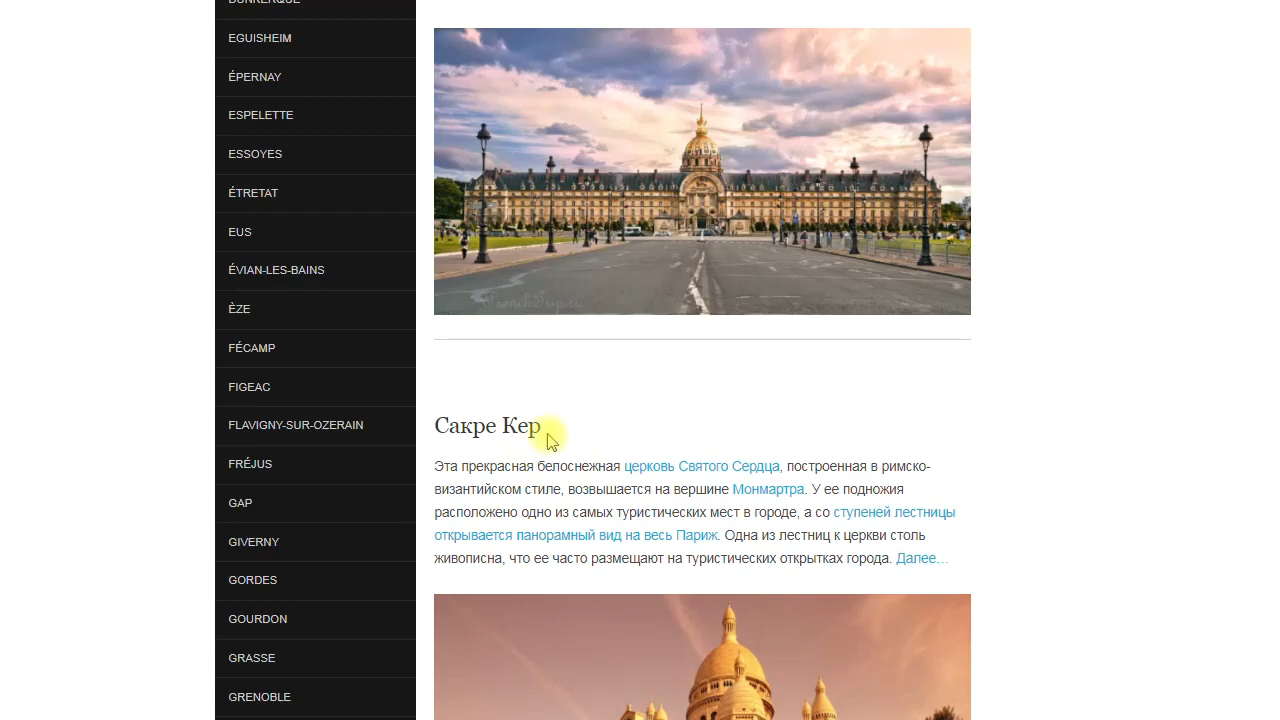 DUNKERQUE
EGUISHEIM
ÉPERNAY
ESPELETTE
ESSOYES
ÉTRETAT
EUS
ÉVIAN-LES-BAINS
ÈZE
FÉCAMP
FIGEAC
FLAVIGNY-SUR-OZERAIN
FRÉJUS
GAP
GIVERNY
GORDES
GOURDON
GRASSE
GRENOBLE
Сакре Кер
Эта прекрасная белоснежная церковь Святого Сердца, построенная в римско-
византийском стиле, возвышается на вершине Монмартра. У ее подножия
расположено одно из самых туристических мест в городе, а со ступеней лестницы
открывается панорамный вид на весь Париж. Одна из лестниц к церкви столь
живописна, что ее часто размещают на туристических открытках города. Далее...